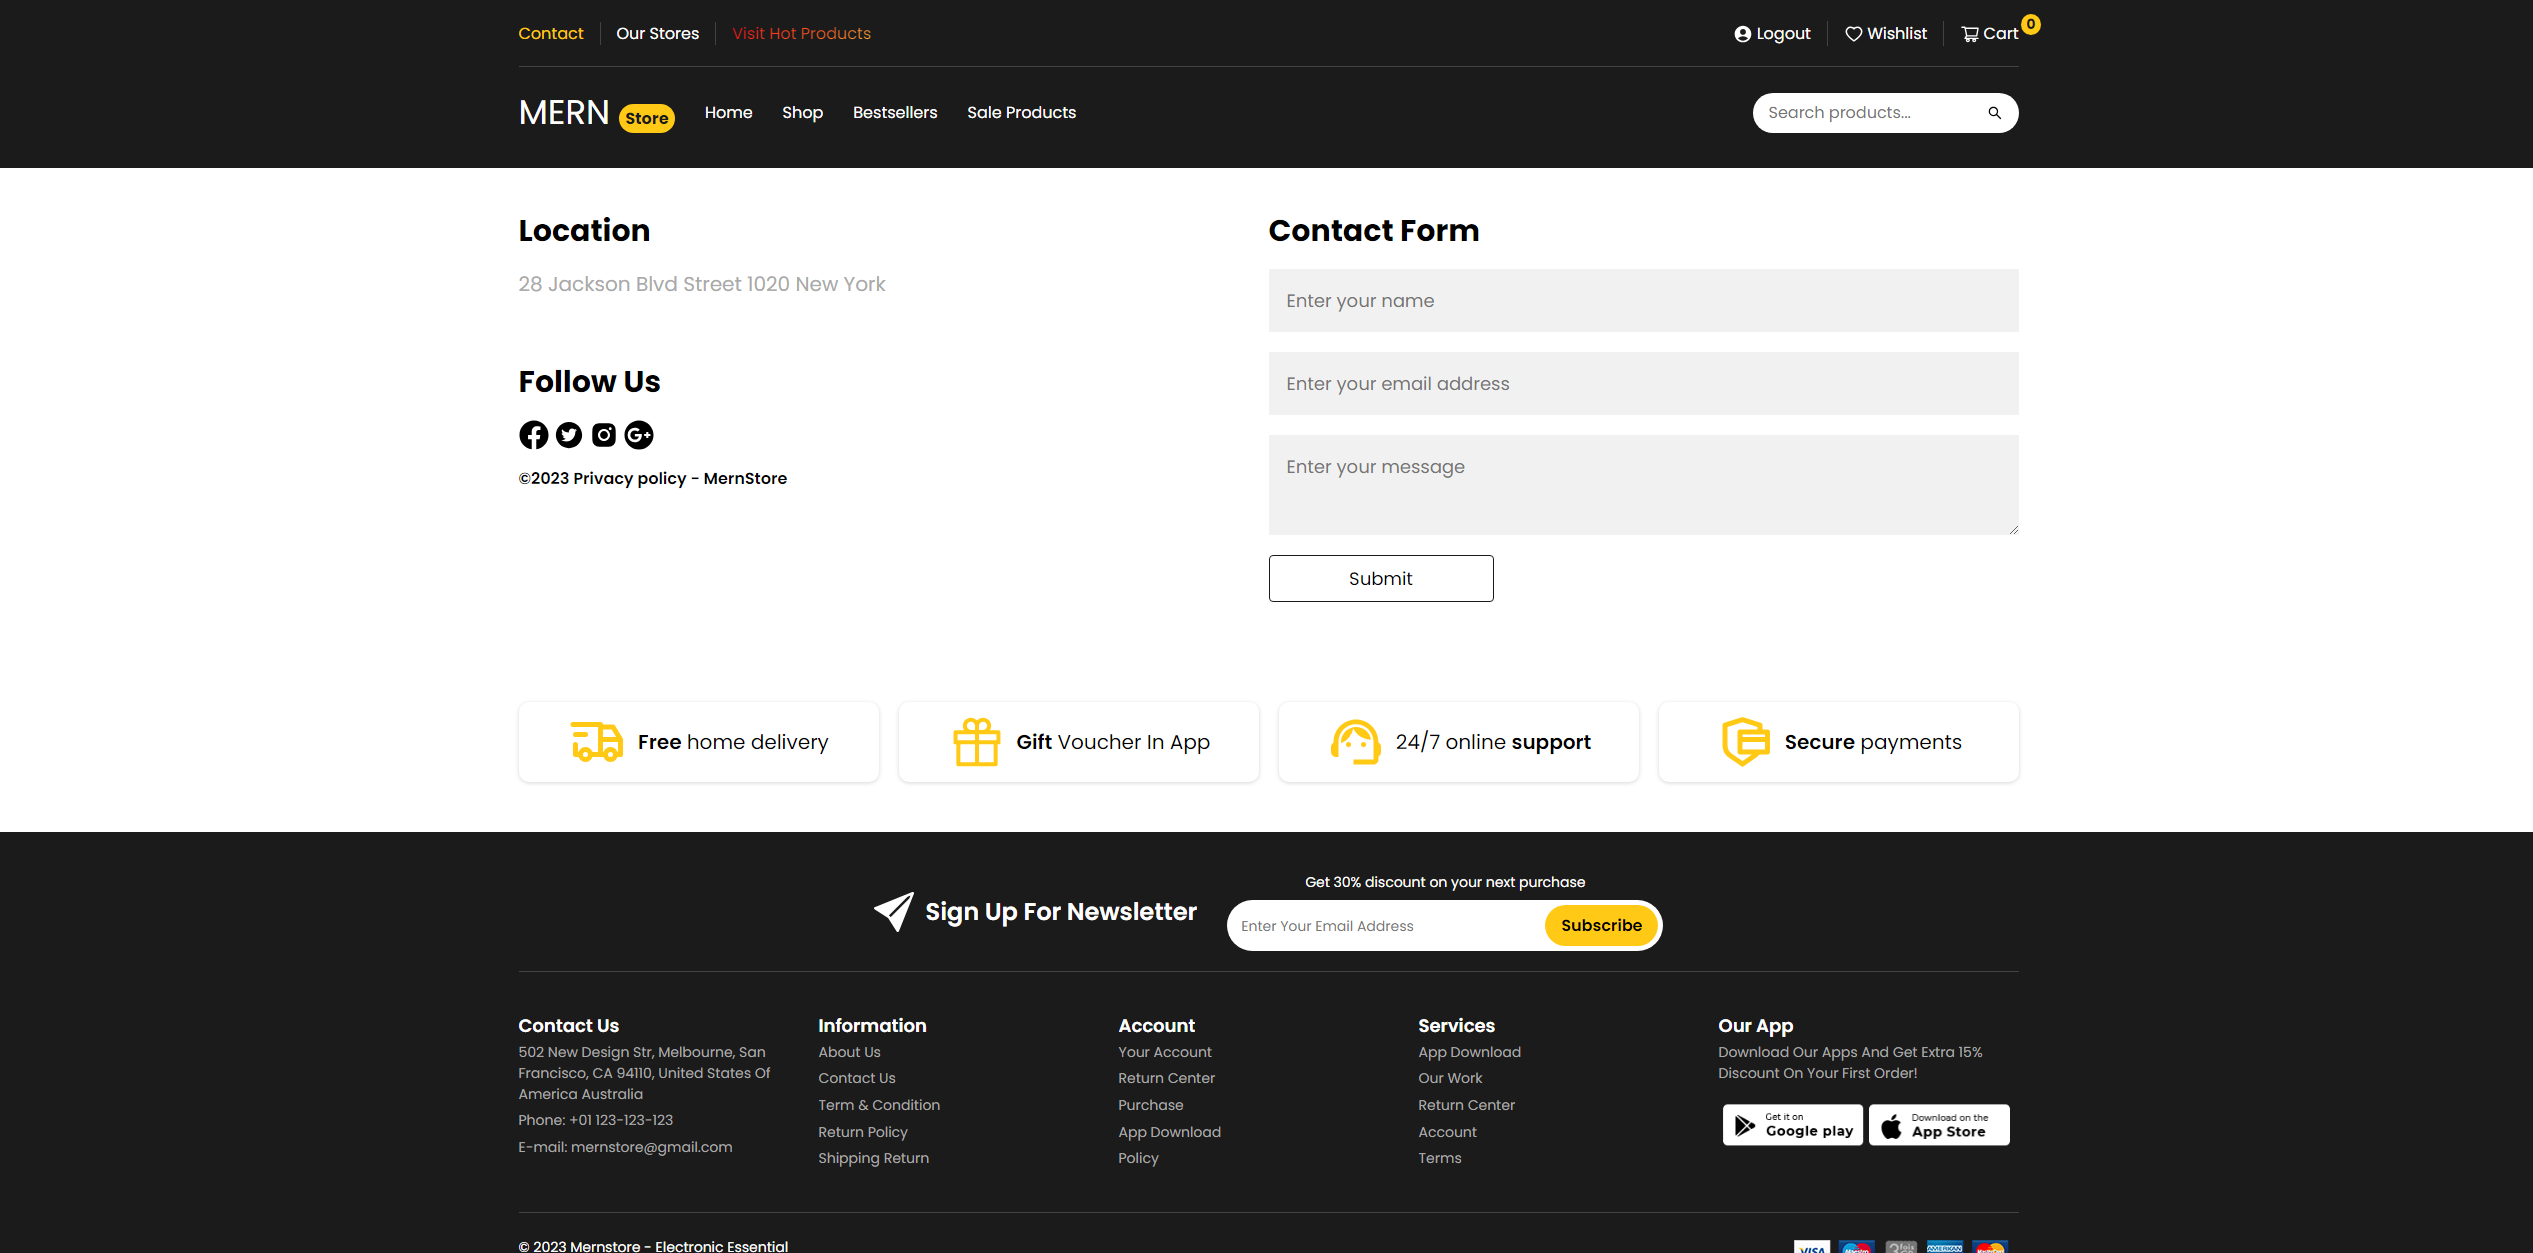 Contact
Our Stores
Visit Hot Products
Logout
Wishlist
Cart
0
MERN Store
Home
Shop
Bestsellers
Sale Products
Search products...
Location
28 Jackson Blvd Street 1020 New York
Follow Us
©2023 Privacy policy - MernStore
Contact Form
Enter your name
Enter your email address
Enter your message
Submit
Free home delivery
Gift Voucher In App
24/7 online support
Secure payments
Sign Up For Newsletter
Get 30% discount on your next purchase
Enter Your Email Address
Subscribe
Contact Us
502 New Design Str, Melbourne, San
Francisco, CA 94110, United States Of
America Australia
Phone: +01 123-123-123
E-mail: mernstore@gmail.com
Information
About Us
Contact Us
Term & Condition
Return Policy
Shipping Return
Account
Your Account
Return Center
Purchase
App Download
Policy
Services
App Download
Our Work
Return Center
Account
Terms
Our App
Download Our Apps And Get Extra 15%
Discount On Your First Order!
Get it on
Google play
Download on the
App Store
© 2023 Mernstore - Electronic Essential
VISA
Maestro
AMERICAN
MasterCard